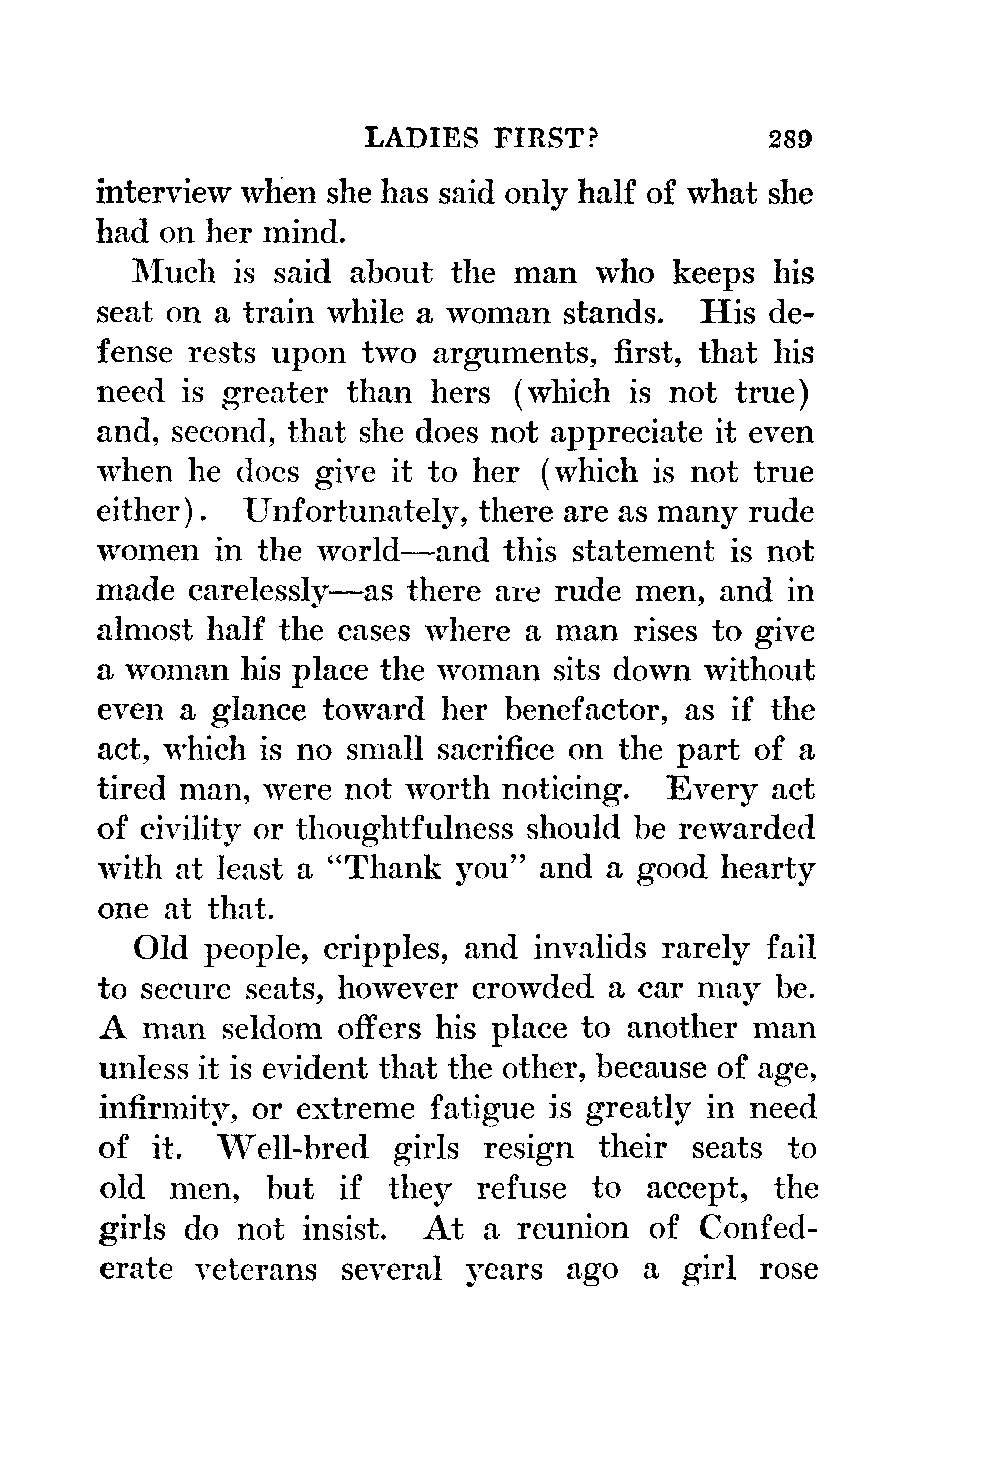 LADIES FIRST? 289
interview when she has said only half of what she
had on her mind.
Much is said about the man who keeps his
seat on a train while a woman stands. His de-
fense rests upon two arguments, first, that his
need is greater than hers (which is not true)
and, second, that she does not appreciate it even
when he does give it to her (which is not true
either). Unfortunately, there are as many rude
women in the world—and this statement is not
made carelessly—as there are rude men, and in
almost half the cases where a man rises to give
a woman his place the woman sits down without
even a glance toward her benefactor, as if the
act, which is no small sacrifice on the part of a
tired man, were not worth noticing. Every act
of civility or thoughtfulness should be rewarded
with at least a “Thank you” and a good hearty
one at that.
Old people, cripples, and invalids rarely fail
to secure seats, however crowded a car may be.
A man seldom offers his place to another man
unless it is evident that the other, because of age,
infirmity, or extreme fatigue is greatly in need
of it. Well-bred girls resign their seats to
old men, but if they refuse to accept, the
girls do not insist. At a reunion of Confed-
erate veterans several years ago a girl rose